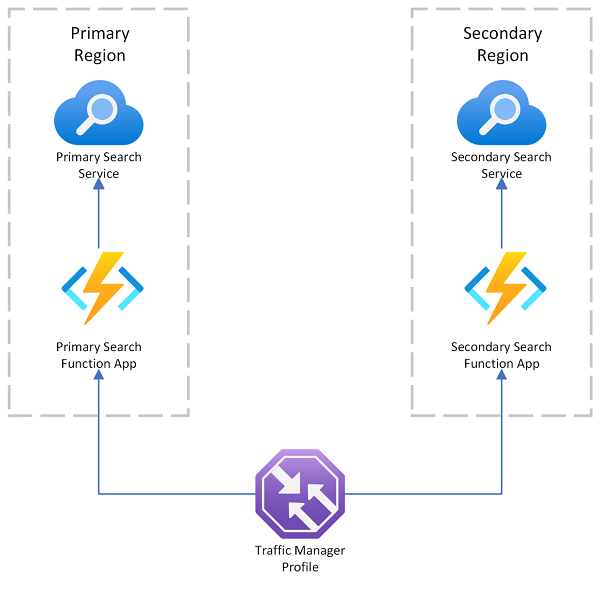 Primary
Region
Secondary
Region
Primary Search
Service
Secondary Search
Service
Primary Search
Function App
Secondary Search
Function App
Traffic Manager
Profile